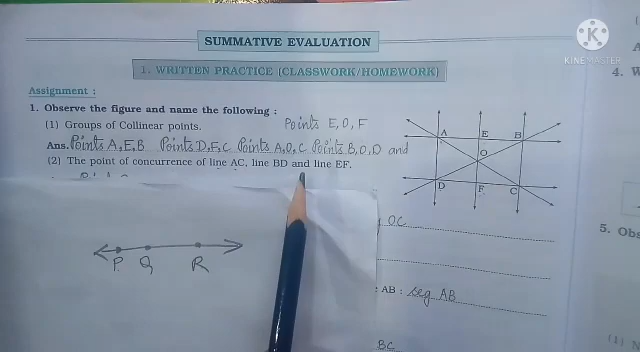 SUMMATIVE EVALUATION
KINEMASTER
1. WRITTEN PRACTICE (CLASSWORK/HOMEWORK)
4. W
Assignment :
1. Observe the figure and name the following :
(1) Groups of Collinear points. Points E, O, F
Ans. Points A, E, B Points D, F, C Points A, O, C Points B, O, D and
(2) The point of concurrence of line AC, line BD and line EF.
A E B
O
D F C
OC
5. Obs
P Q R
: AB : seg AB
BC
(1) N